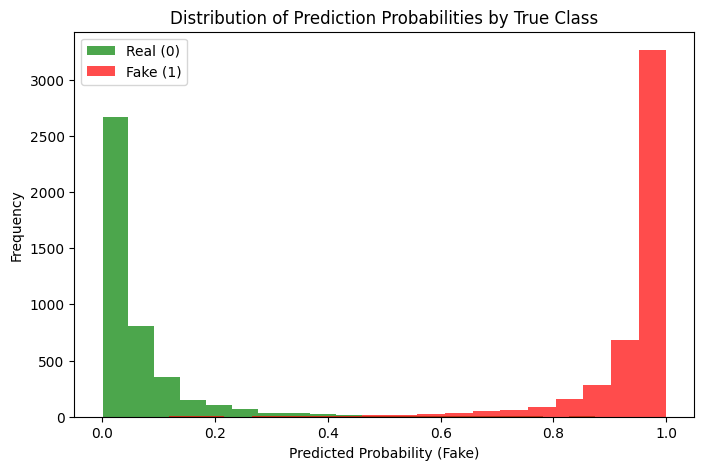 Distribution of Prediction Probabilities by True Class
Real (0)
Fake (1)
Frequency
3000
2500
2000
1500
1000
500
0
0.0 0.2 0.4 0.6 0.8 1.0
Predicted Probability (Fake)